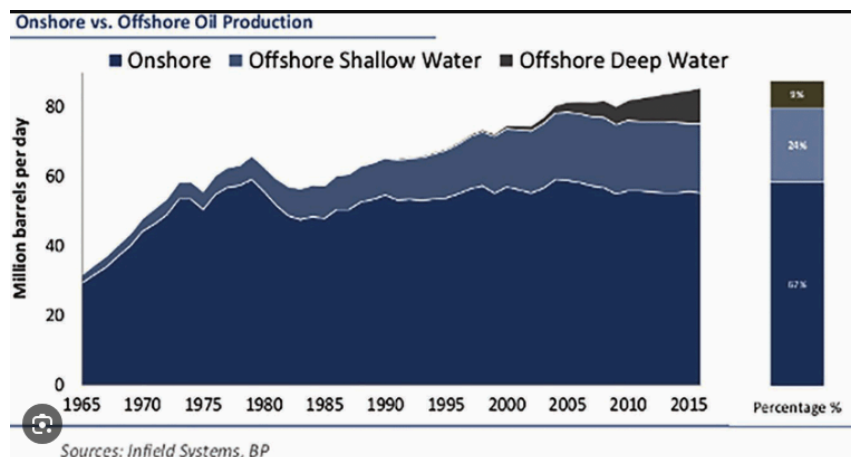 Onshore vs. Offshore Oil Production
Onshore Offshore Shallow Water Offshore Deep Water
Million barrels per day
80
60
40
20
0
9%
24%
67%
1965 1970 1975 1980 1985 1990 1995 2000 2005 2010 2015
Percentage %
Sources: Infield Systems, BP